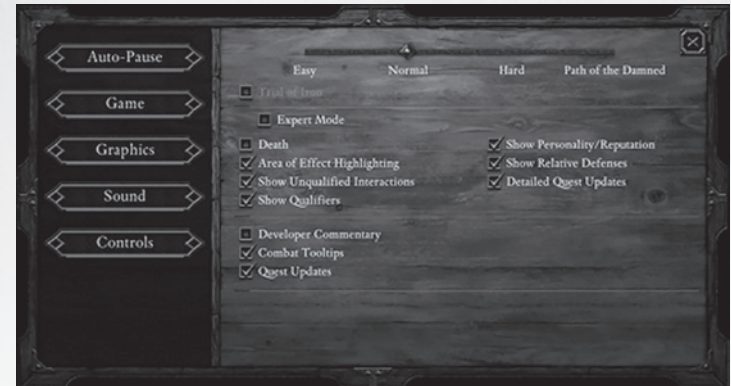 Auto-Pause
Game
Graphics
Sound
Controls
Easy Normal Hard Path of the Damned
Trial of Iron
Expert Mode
Death Show Personality/Reputation
Area of Effect Highlighting Show Relative Defenses
Show Unqualified Interactions Detailed Quest Updates
Show Qualifiers
Developer Commentary
Combat Tooltips
Quest Updates